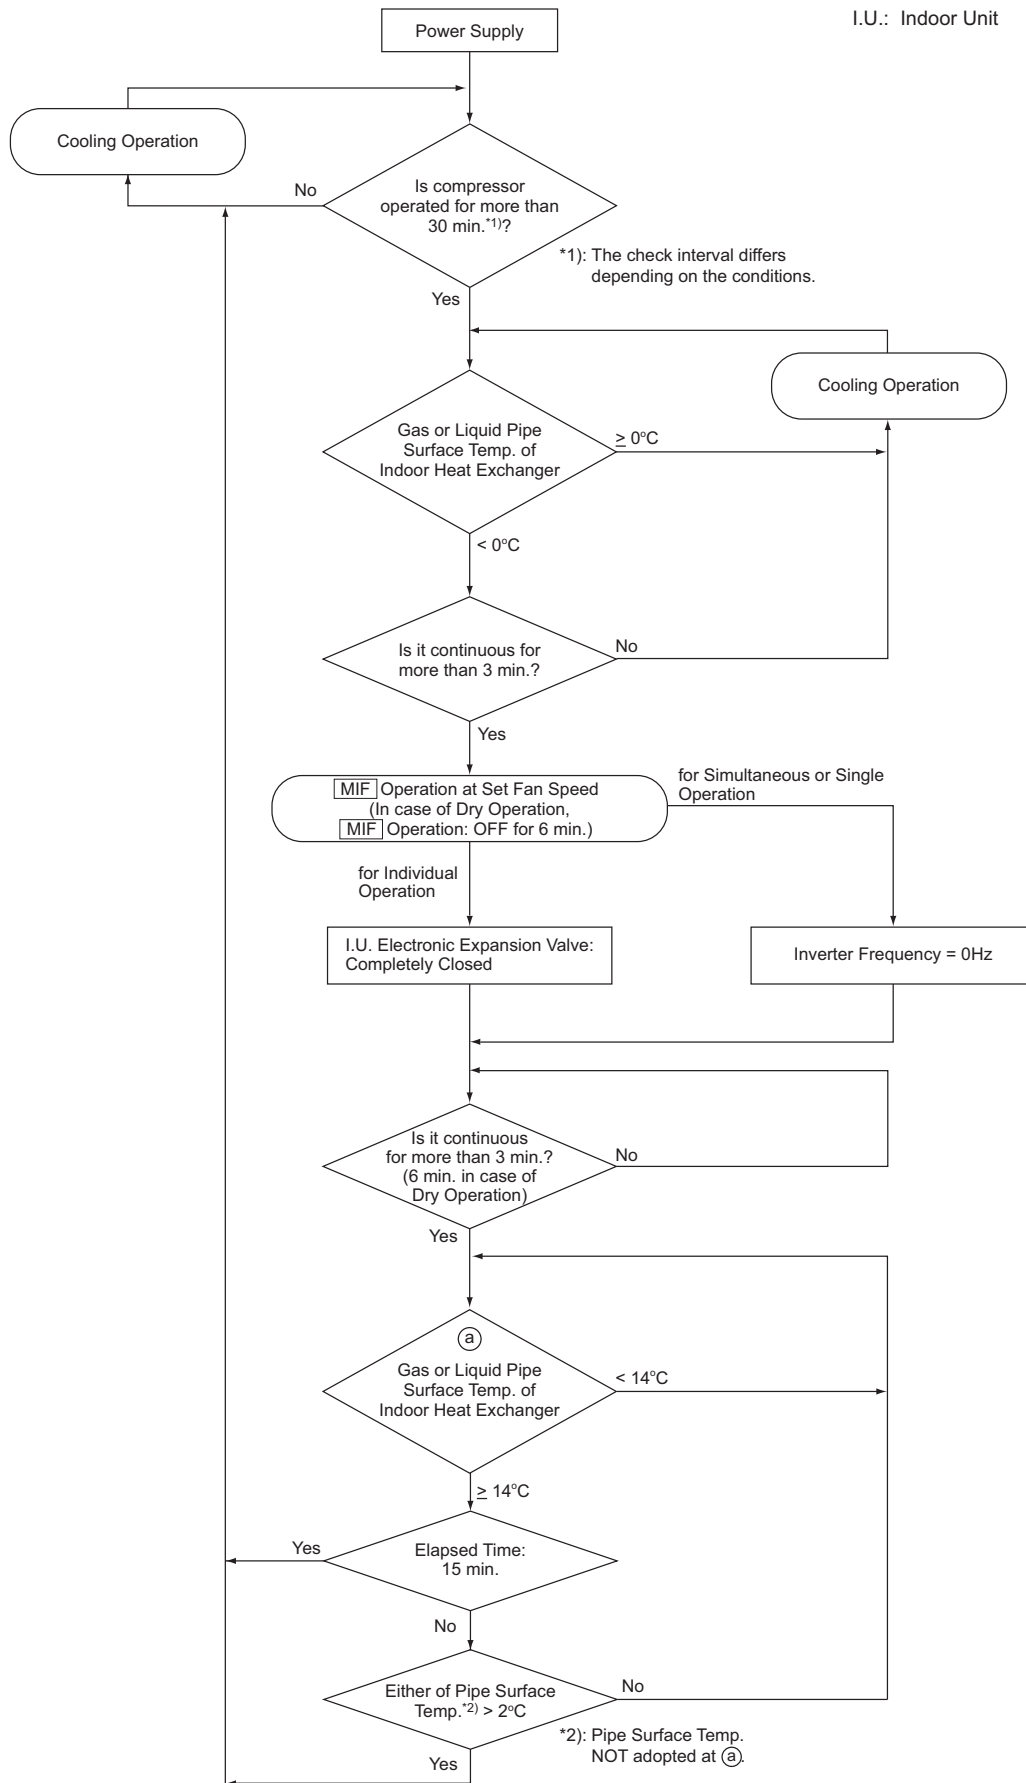 I.U.: Indoor Unit
Power Supply
Cooling Operation
No
Is compressor
operated for more than
30 min.*1)?
*1): The check interval differs
depending on the conditions.
Yes
Cooling Operation
Gas or Liquid Pipe
Surface Temp. of
Indoor Heat Exchanger
≥ 0°C
< 0°C
Is it continuous for
more than 3 min.?
No
Yes
MIF Operation at Set Fan Speed
(In case of Dry Operation,
MIF Operation: OFF for 6 min.)
for Simultaneous or Single
Operation
for Individual
Operation
I.U. Electronic Expansion Valve:
Completely Closed
Inverter Frequency = 0Hz
Is it continuous
for more than 3 min.?
(6 min. in case of
Dry Operation)
No
Yes
a
Gas or Liquid Pipe
Surface Temp. of
Indoor Heat Exchanger
< 14°C
≥ 14°C
Yes
Elapsed Time:
15 min.
No
Either of Pipe Surface
Temp.*2) > 2°C
No
*2): Pipe Surface Temp.
NOT adopted at ⓐ.
Yes